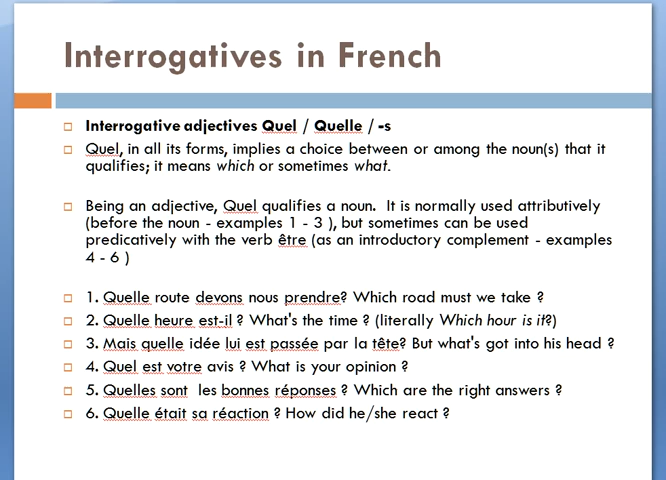 Interrogatives in French
Interrogative adjectives Quel / Quelle / -s
Quel, in all its forms, implies a choice between or among the noun(s) that it
qualifies; it means which or sometimes what.
Being an adjective, Quel qualifies a noun. It is normally used attributively
(before the noun - examples 1 - 3 ), but sometimes can be used
predicatively with the verb être (as an introductory complement - examples
4 - 6 )
1. Quelle route devons nous prendre? Which road must we take ?
2. Quelle heure est-il ? What's the time ? (literally Which hour is it?)
3. Mais quelle idée lui est passée par la tête? But what's got into his head ?
4. Quel est votre avis ? What is your opinion ?
5. Quelles sont les bonnes réponses ? Which are the right answers ?
6. Quelle était sa réaction ? How did he/she react ?